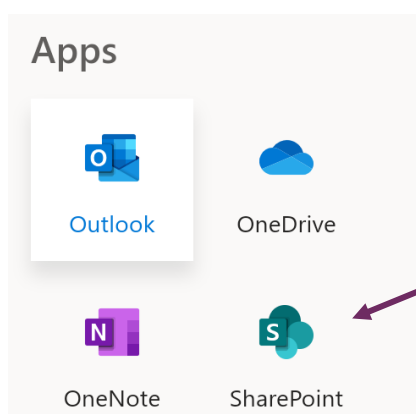 Apps
O
Outlook
OneDrive
N
S
OneNote
SharePoint